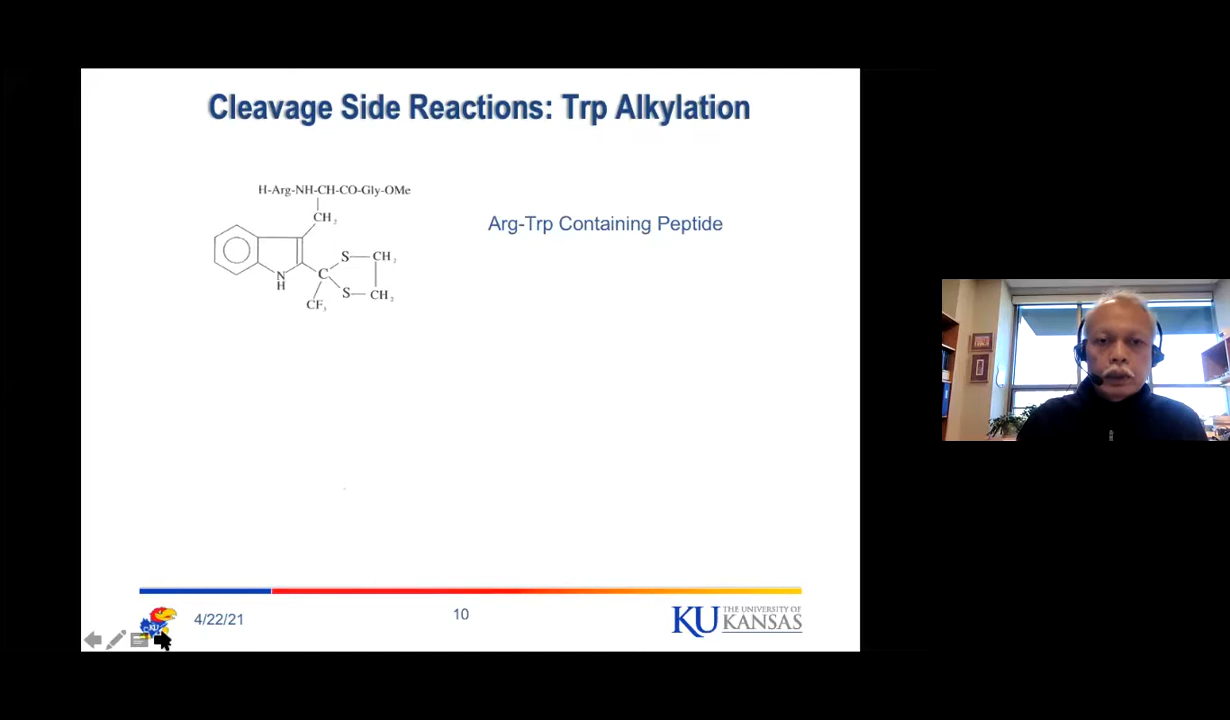 Cleavage Side Reactions: Trp Alkylation
H-Arg-NH-CH-CO-Gly-OMe
CH₂
Arg-Trp Containing Peptide
S—CH₂
N
H
C
S—CH₂
CF₃
4/22/21
10
KU THE UNIVERSITY OF
KANSAS
KU